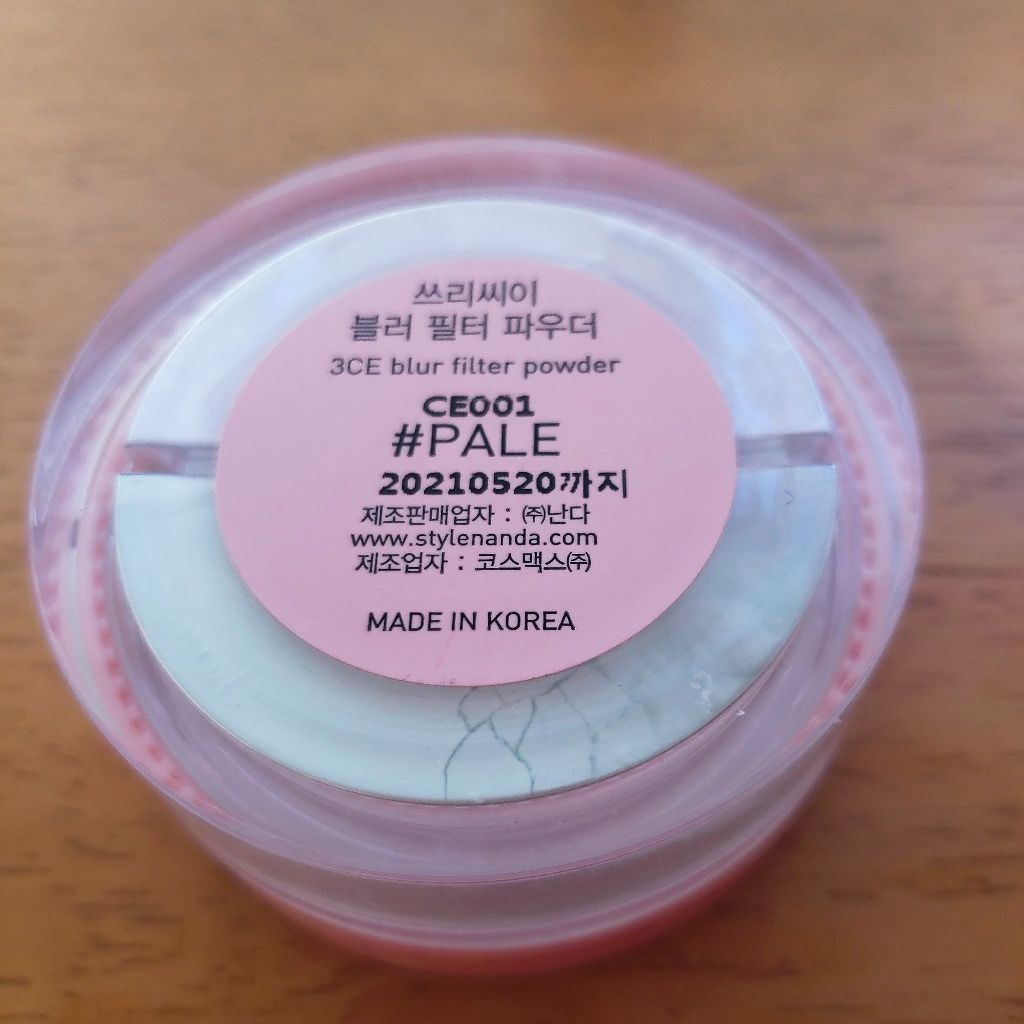 쓰리씨이
블러 필터 파우더
3CE blur filter powder
CE001
#PALE
20210520까지
제조판매업자 : ㈜난다
www.stylenanda.com
제조업자 : 코스맥스㈜
MADE IN KOREA